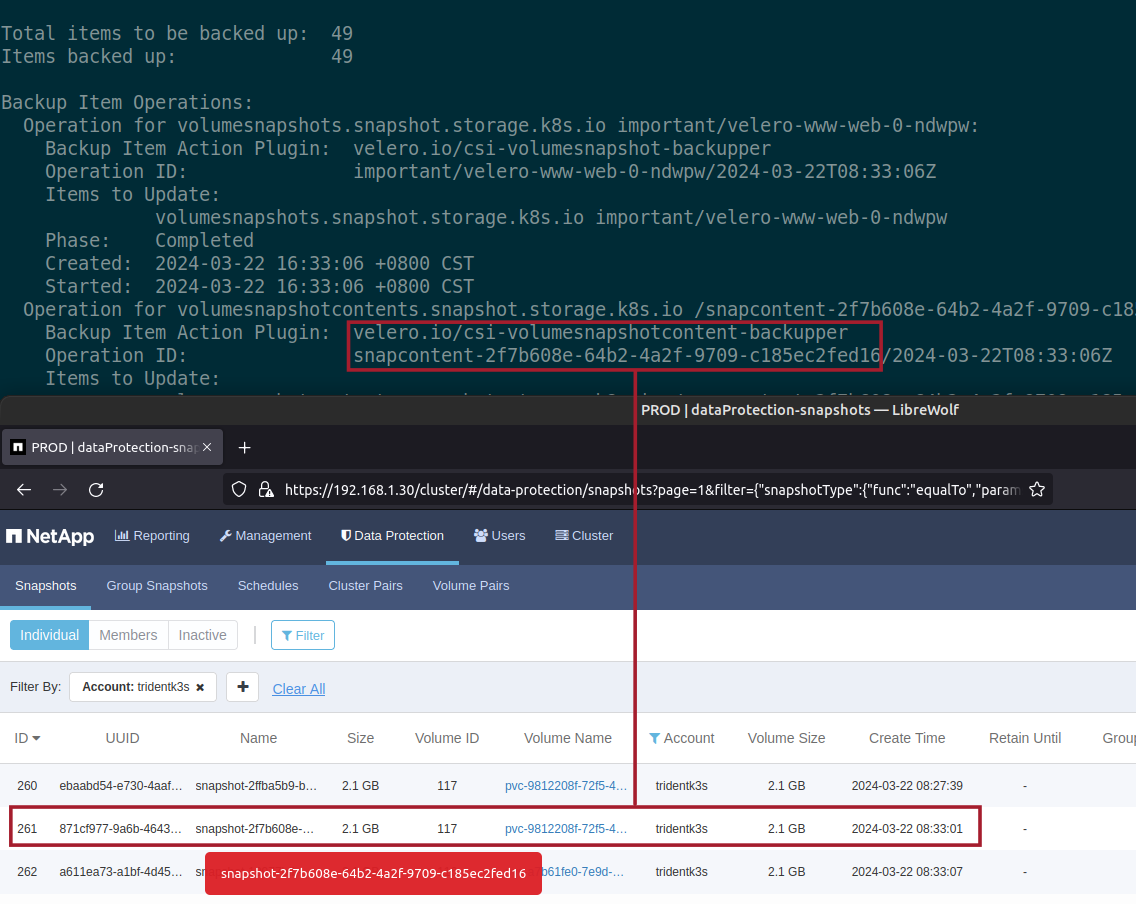 Total items to be backed up:  49
Items backed up:              49
Backup Item Operations:
Operation for volumesnapshots.snapshot.storage.k8s.io important/velero-www-web-0-ndwpw:
Backup Item Action Plugin:  velero.io/csi-volumesnapshot-backupper
Operation ID:               important/velero-www-web-0-ndwpw/2024-03-22T08:33:06Z
Items to Update:
volumesnapshots.snapshot.storage.k8s.io important/velero-www-web-0-ndwpw
Phase:    Completed
Created:  2024-03-22 16:33:06 +0800 CST
Started:  2024-03-22 16:33:06 +0800 CST
Operation for volumesnapshotcontents.snapshot.storage.k8s.io /snapcontent-2f7b608e-64b2-4a2f-9709-c185
Backup Item Action Plugin:  velero.io/csi-volumesnapshotcontent-backupper
Operation ID:               snapcontent-2f7b608e-64b2-4a2f-9709-c185ec2fed16/2024-03-22T08:33:06Z
Items to Update:
PROD | dataProtection-snapshots — LibreWolf
PROD | dataProtection-snap
https://192.168.1.30/cluster/#/data-protection/snapshots?page=1&filter={"snapshotType":{"func":"equalTo","param
NetApp Reporting Management Data Protection Users Cluster
Snapshots Group Snapshots Schedules Cluster Pairs Volume Pairs
Individual Members Inactive | Filter
Filter By: Account: tridentk3s × + Clear All
ID UUID Name Size Volume ID Volume Name Account Volume Size Create Time Retain Until Group
260 ebaabd54-e730-4aaf... snapshot-2ffba5b9-b... 2.1 GB 117 pvc-9812208f-72f5-4... tridentk3s 2.1 GB 2024-03-22 08:27:39 -
261 871cf977-9a6b-4643... snapshot-2f7b608e-... 2.1 GB 117 pvc-9812208f-72f5-4... tridentk3s 2.1 GB 2024-03-22 08:33:01 -
262 a611ea73-a1bf-4d45... b61fe0-7e9d-... tridentk3s 2.1 GB 2024-03-22 08:33:07 -
snapshot-2f7b608e-64b2-4a2f-9709-c185ec2fed16